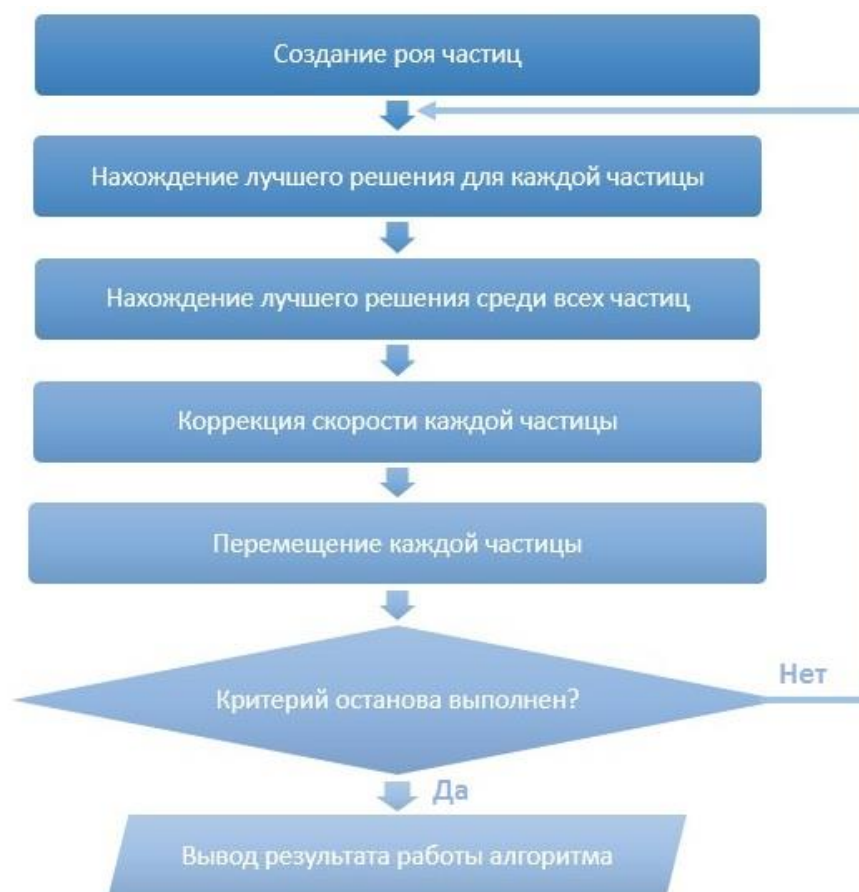 Создание роя частиц
Нахождение лучшего решения для каждой частицы
Нахождение лучшего решения среди всех частиц
Коррекция скорости каждой частицы
Перемещение каждой частицы
Критерий останова выполнен?
Нет
Да
Вывод результата работы алгоритма